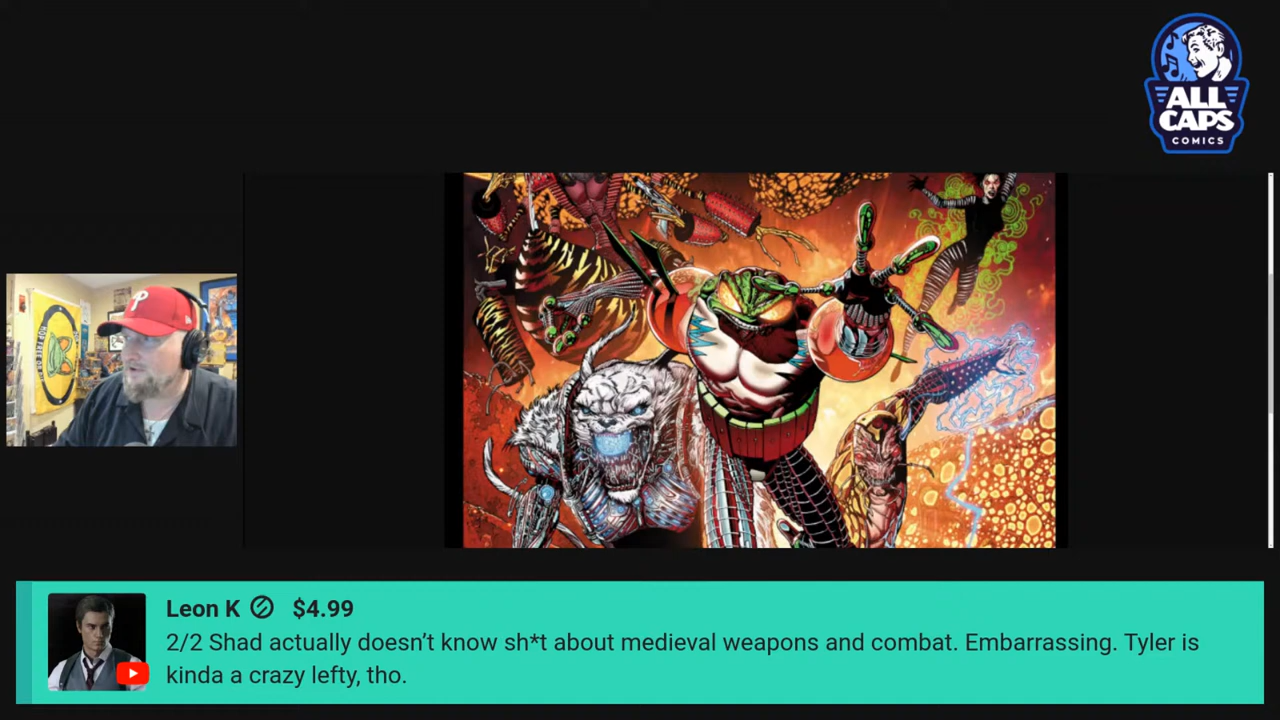 ALL
CAPS
COMICS
P
Leon K $4.99
2/2 Shad actually doesn’t know sh*t about medieval weapons and combat. Embarrassing. Tyler is
kinda a crazy lefty, tho.